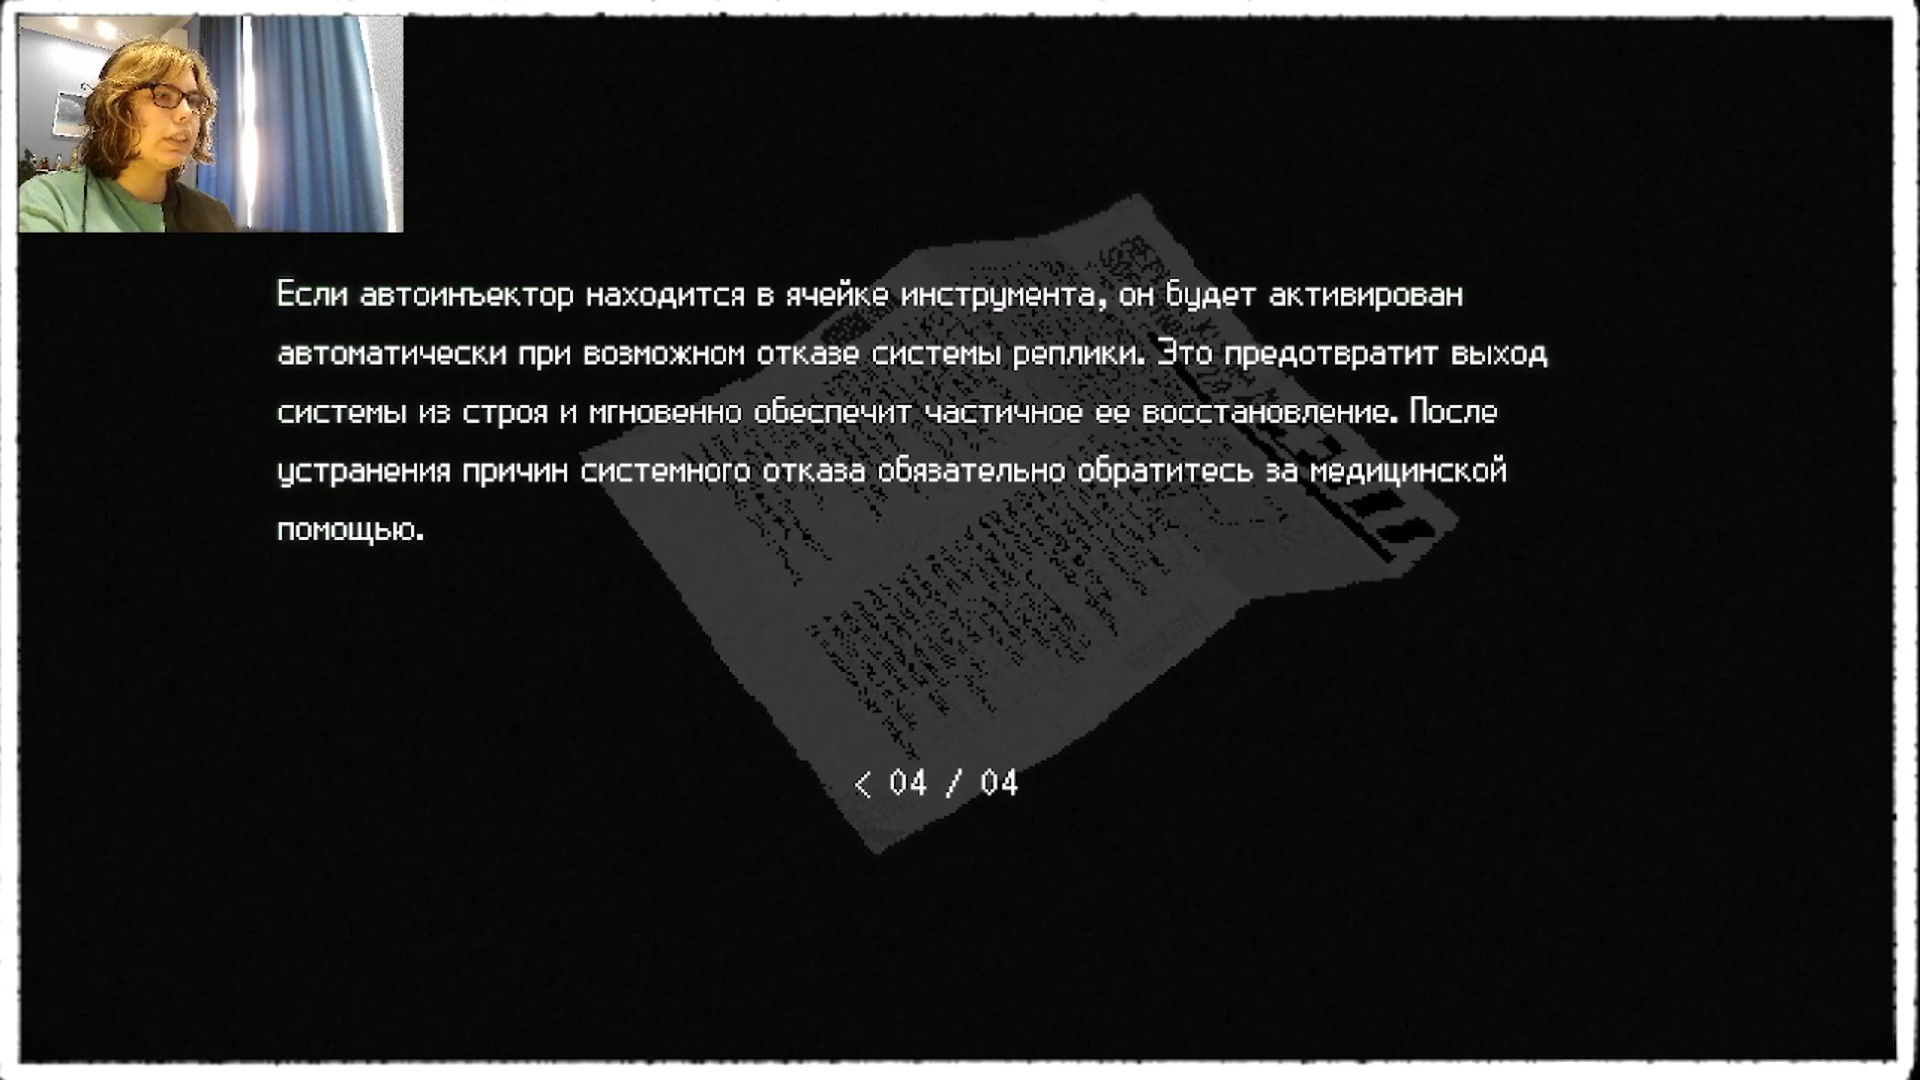 Если автоинъектор находится в ячейке инструмента, он будет активирован
автоматически при возможном отказе системы реплики. Это предотвратит выход
системы из строя и мгновенно обеспечит частичное ее восстановление. После
устранения причин системного отказа обязательно обратитесь за медицинской
помощью.
< 04 / 04